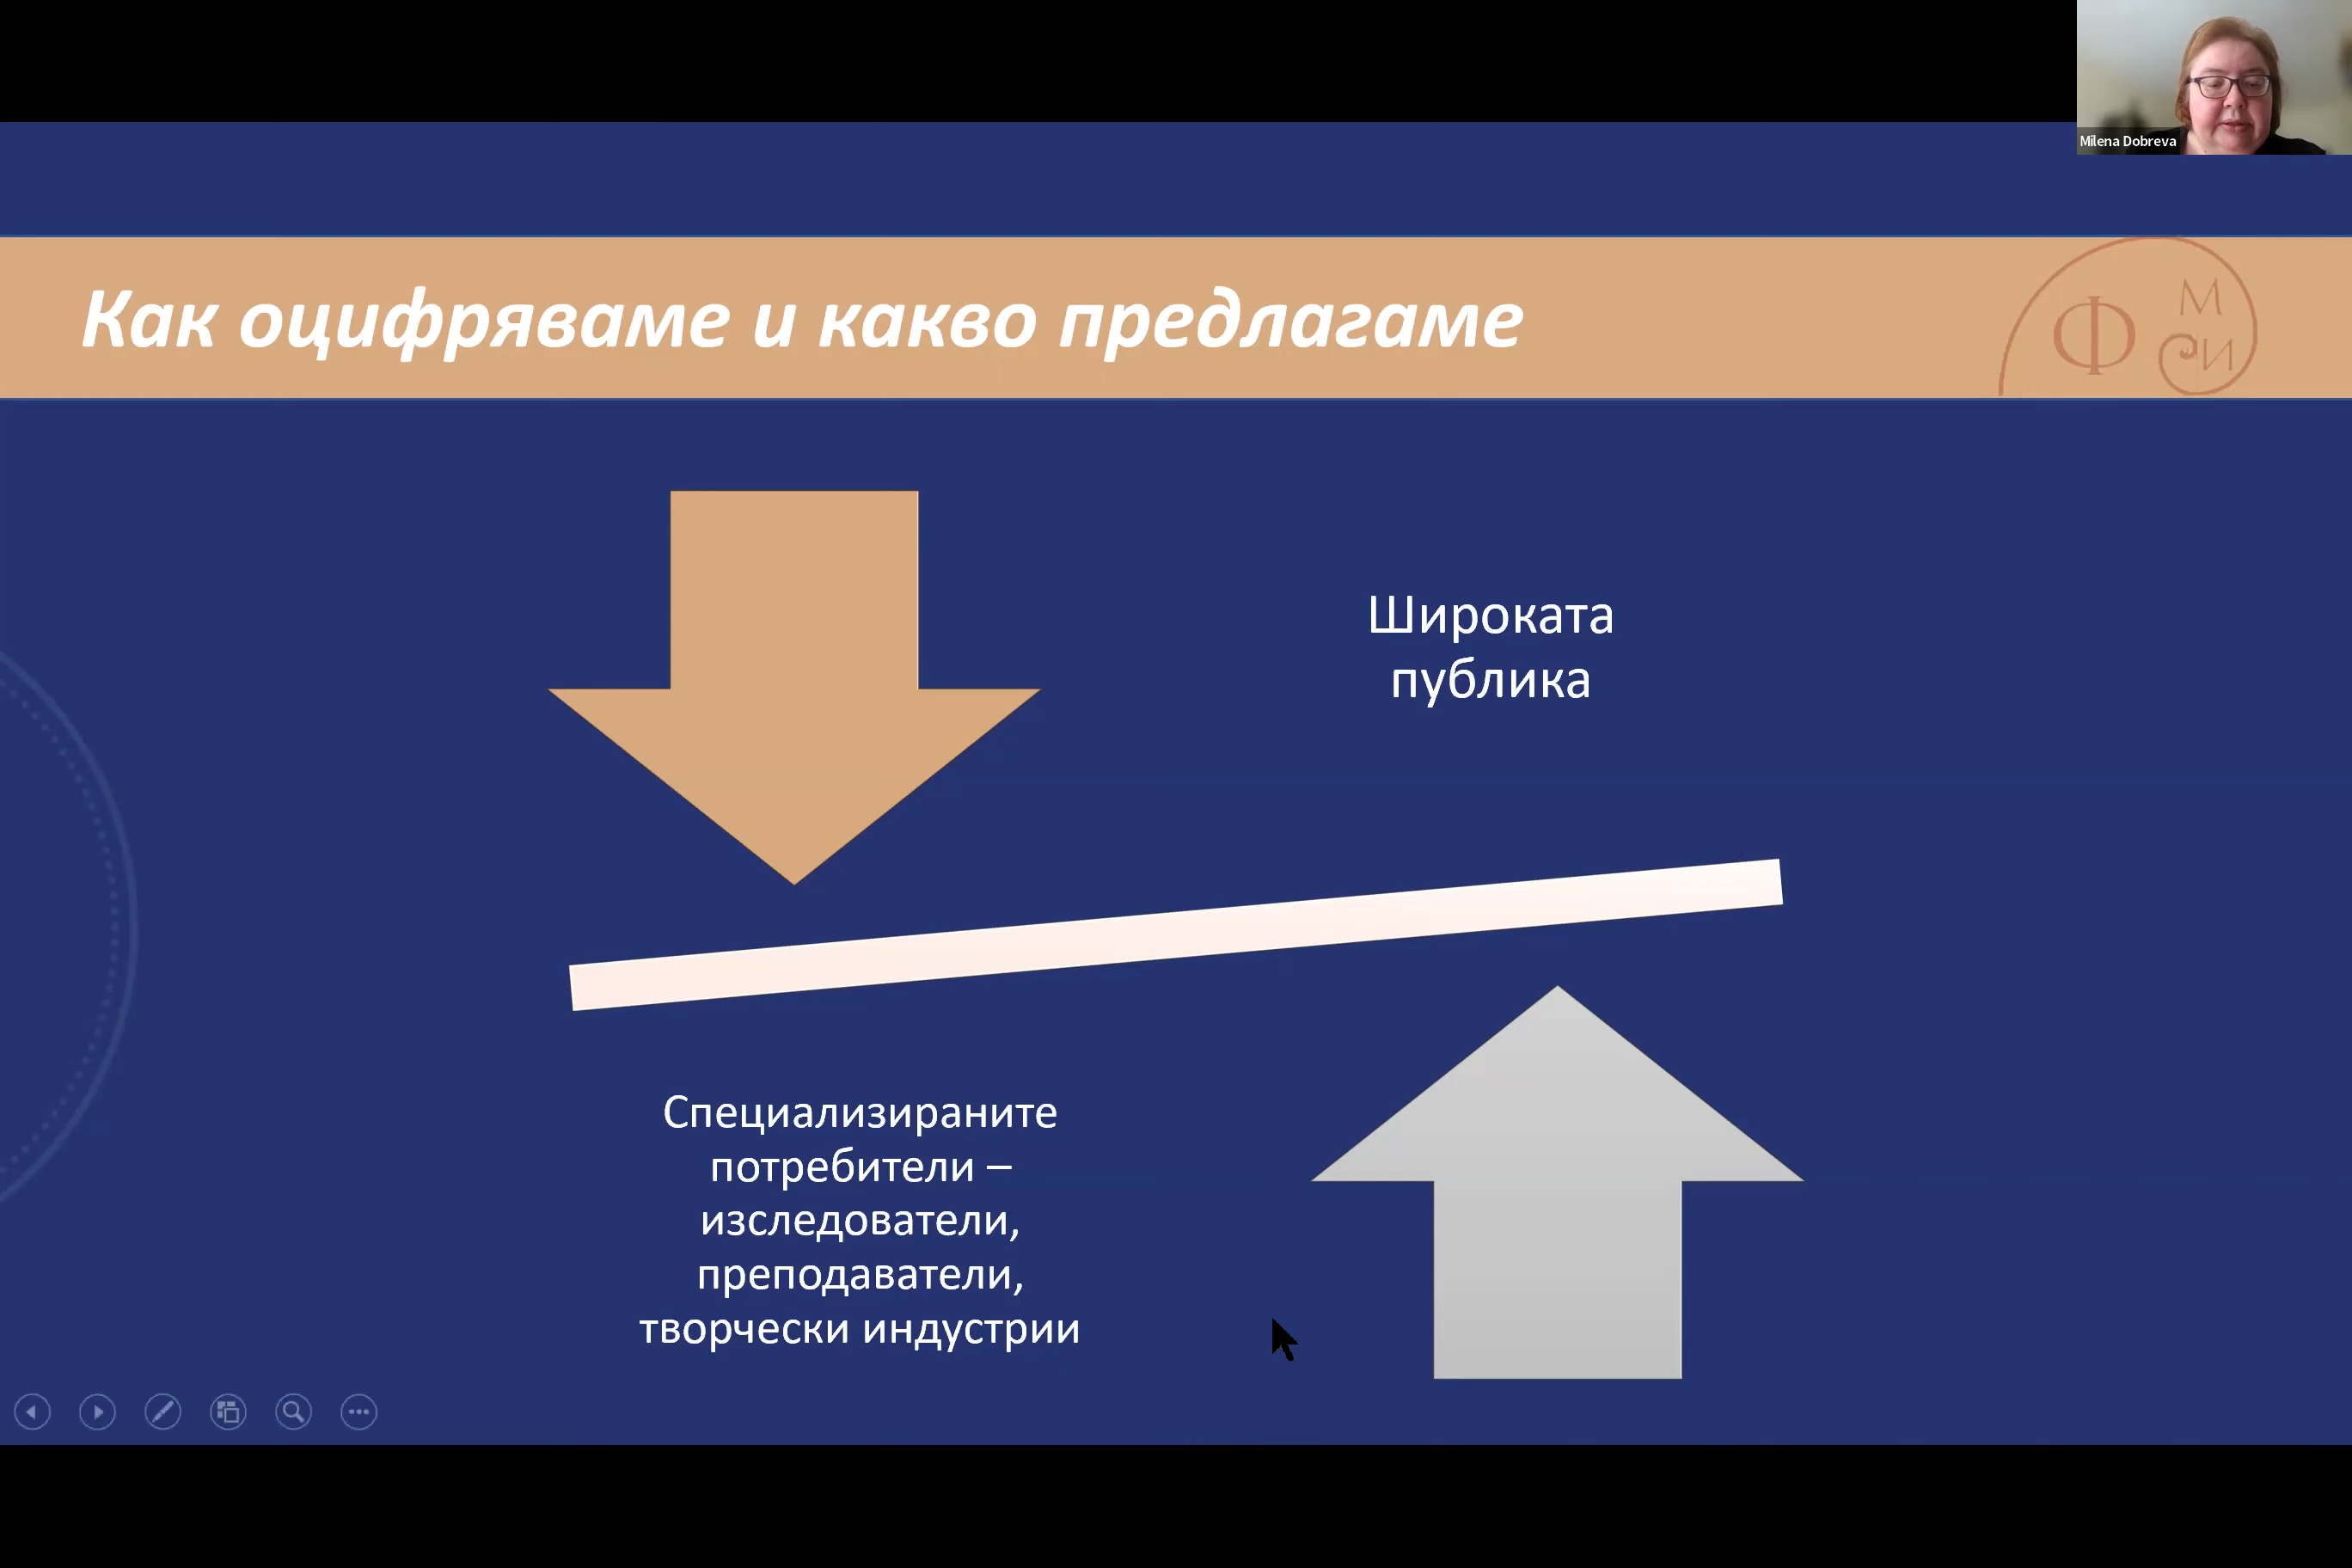 Milena Dobreva
Как оцифряваме и какво предлагаме
Ф
М
И
Широката
публика
Специализираните
потребители –
изследователи,
преподаватели,
творчески индустрии